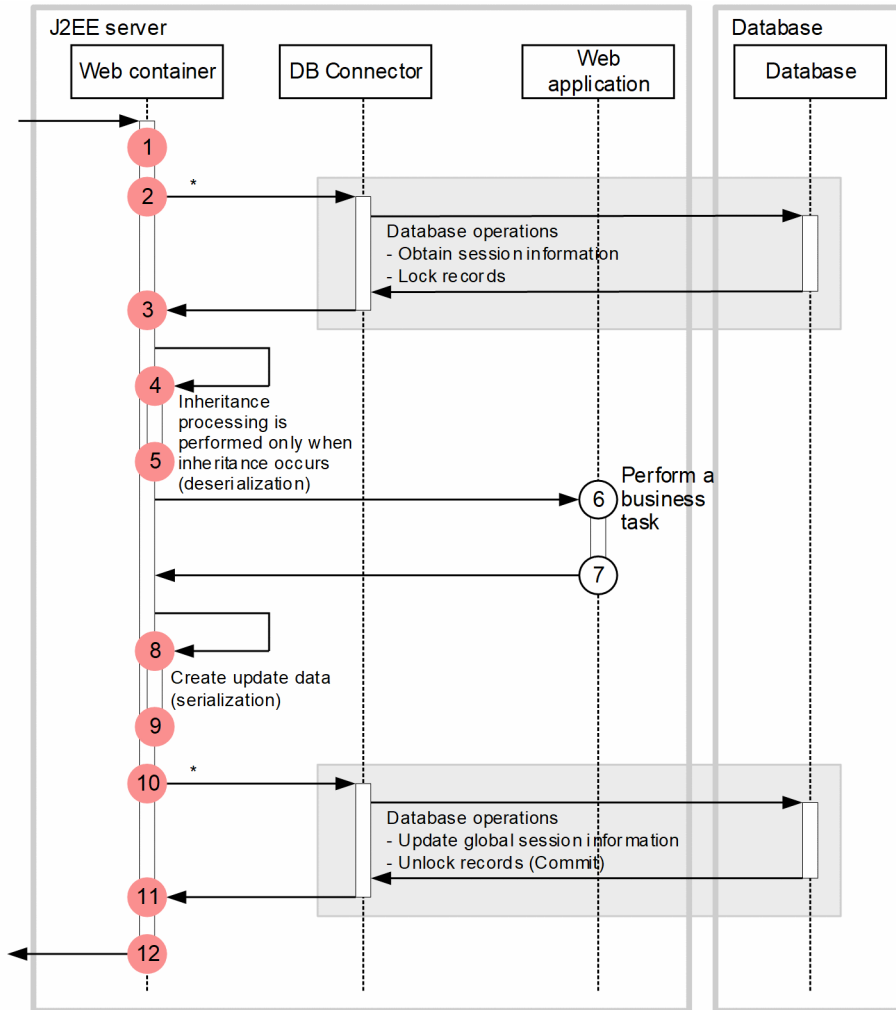 J2EE server
Database
Web container
DB Connector
Web
application
Database
1
2
*
Database operations
- Obtain session information
- Lock records
3
4
Inheritance
processing is
performed only when
inheritance occurs
(deserialization)
5
6
Perform a
business
task
7
8
Create update data
(serialization)
9
10
*
Database operations
- Update global session information
- Unlock records (Commit)
11
12